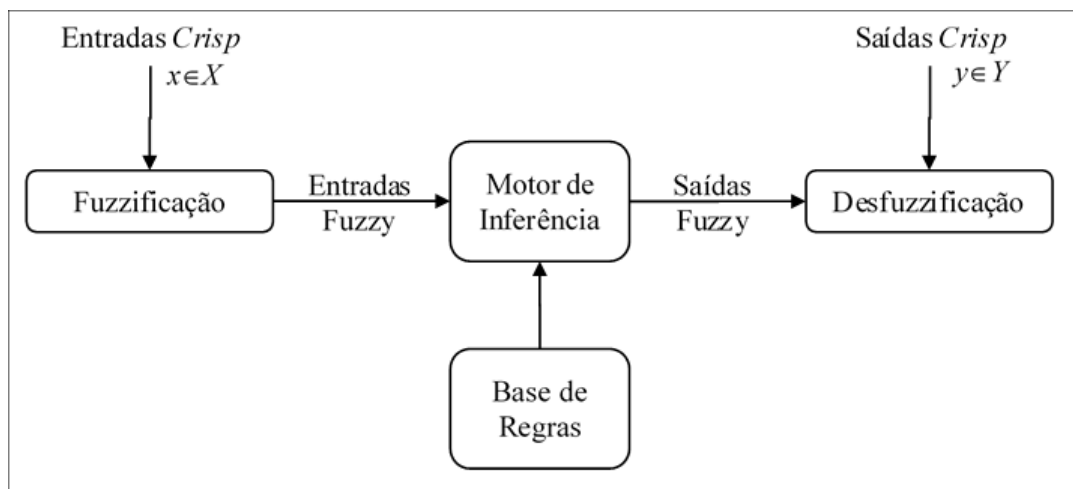 Entradas Crisp
x∈X
Saídas Crisp
y∈Y
Fuzzificação
Entradas
Fuzzy
Motor de
Inferência
Saídas
Fuzzy
Desfuzzificação
Base de
Regras